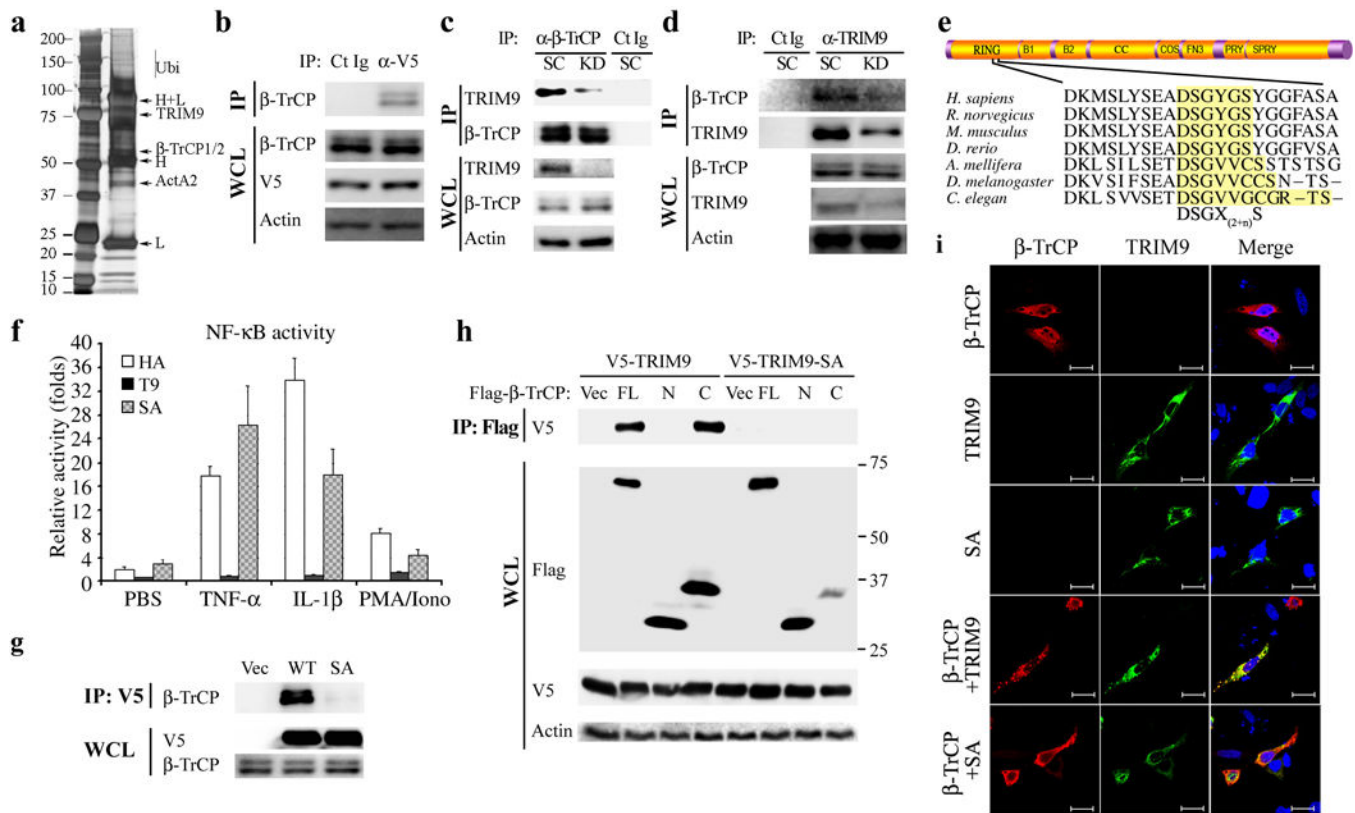 a
200
150
100
75
50
37
25
20
15
10
Ubi
H+L
TRIM9
β-TrCP1/2
H
ActA2
L
b
IP: Ct Ig α-V5
IP
β-TrCP
WCL
β-TrCP
V5
Actin
c
IP: α-β-TrCP Ct Ig
SC KD SC
IP
TRIM9
β-TrCP
WCL
TRIM9
β-TrCP
Actin
d
IP: Ct Ig α-TRIM9
SC SC KD
IP
β-TrCP
TRIM9
WCL
β-TrCP
TRIM9
Actin
e
RING B1 B2 CC COS FN3 PRY SPRY
H. sapiens DKMSLYSEADSGYGSYGGFASA
R. norvegicus DKMSLYSEADSGYGSYGGFASA
M. musculus DKMSLYSEADSGYGSYGGFASA
D. rerio DKMSLYSEADSGYGSYGGFVSA
A. mellifera DKLSILSETDSGVVCSSTSTSG
D. melanogaster DKVSIFSEADSGVVCCSN–TS–
C. elegan DKLSVVSETDSGVVGCGR–TS–
DSGX(2+n)S
f
NF-κB activity
Relative activity (folds)
40
36
32
28
24
20
16
12
8
4
0
HA
T9
SA
PBS TNF-α IL-1β PMA/Iono
g
Vec WT SA
IP: V5 β-TrCP
WCL
V5
β-TrCP
h
V5-TRIM9 V5-TRIM9-SA
Flag-β-TrCP: Vec FL N C Vec FL N C
IP: Flag V5
WCL
Flag
75
50
37
25
V5
Actin
i
β-TrCP TRIM9 Merge
β-TrCP
TRIM9
SA
β-TrCP
+TRIM9
β-TrCP
+SA